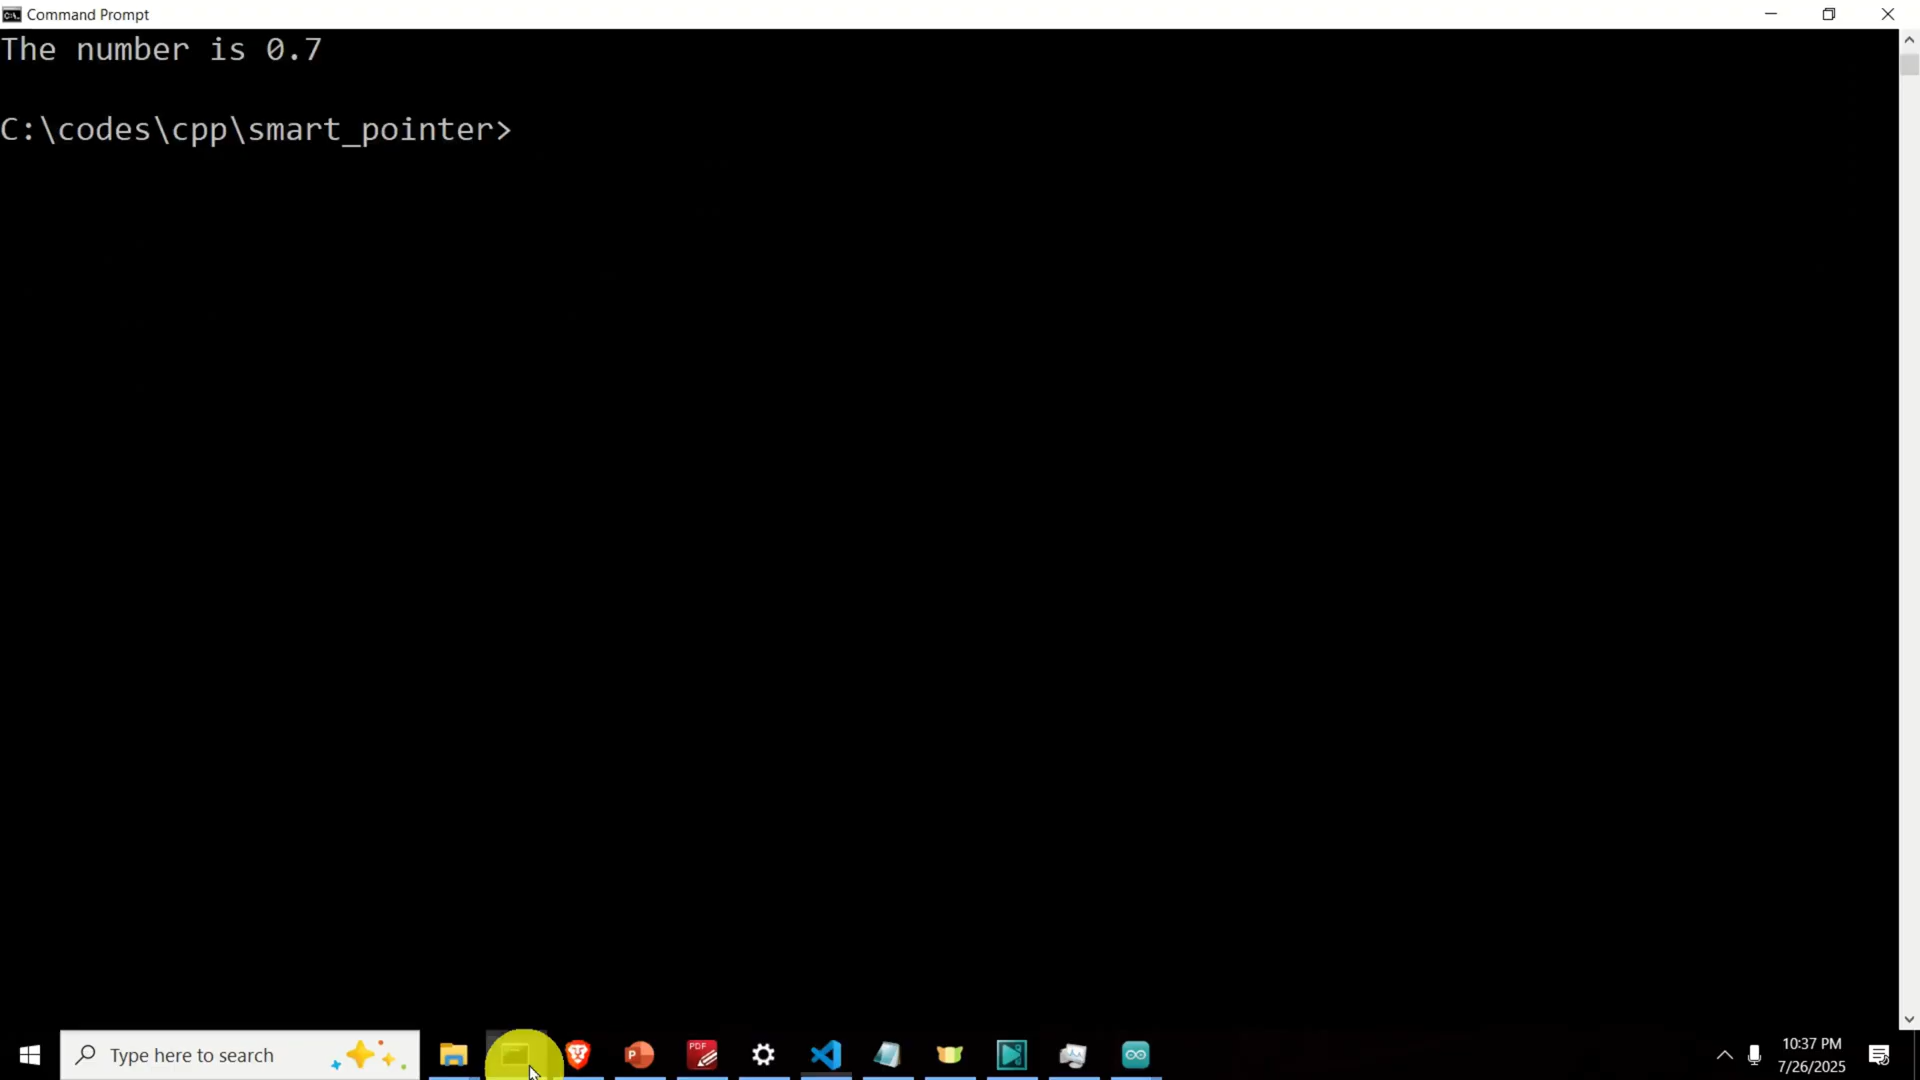 Command Prompt
The number is 0.7
C:\codes\cpp\smart_pointer>
Type here to search
P
PDF
10:37 PM
7/26/2025